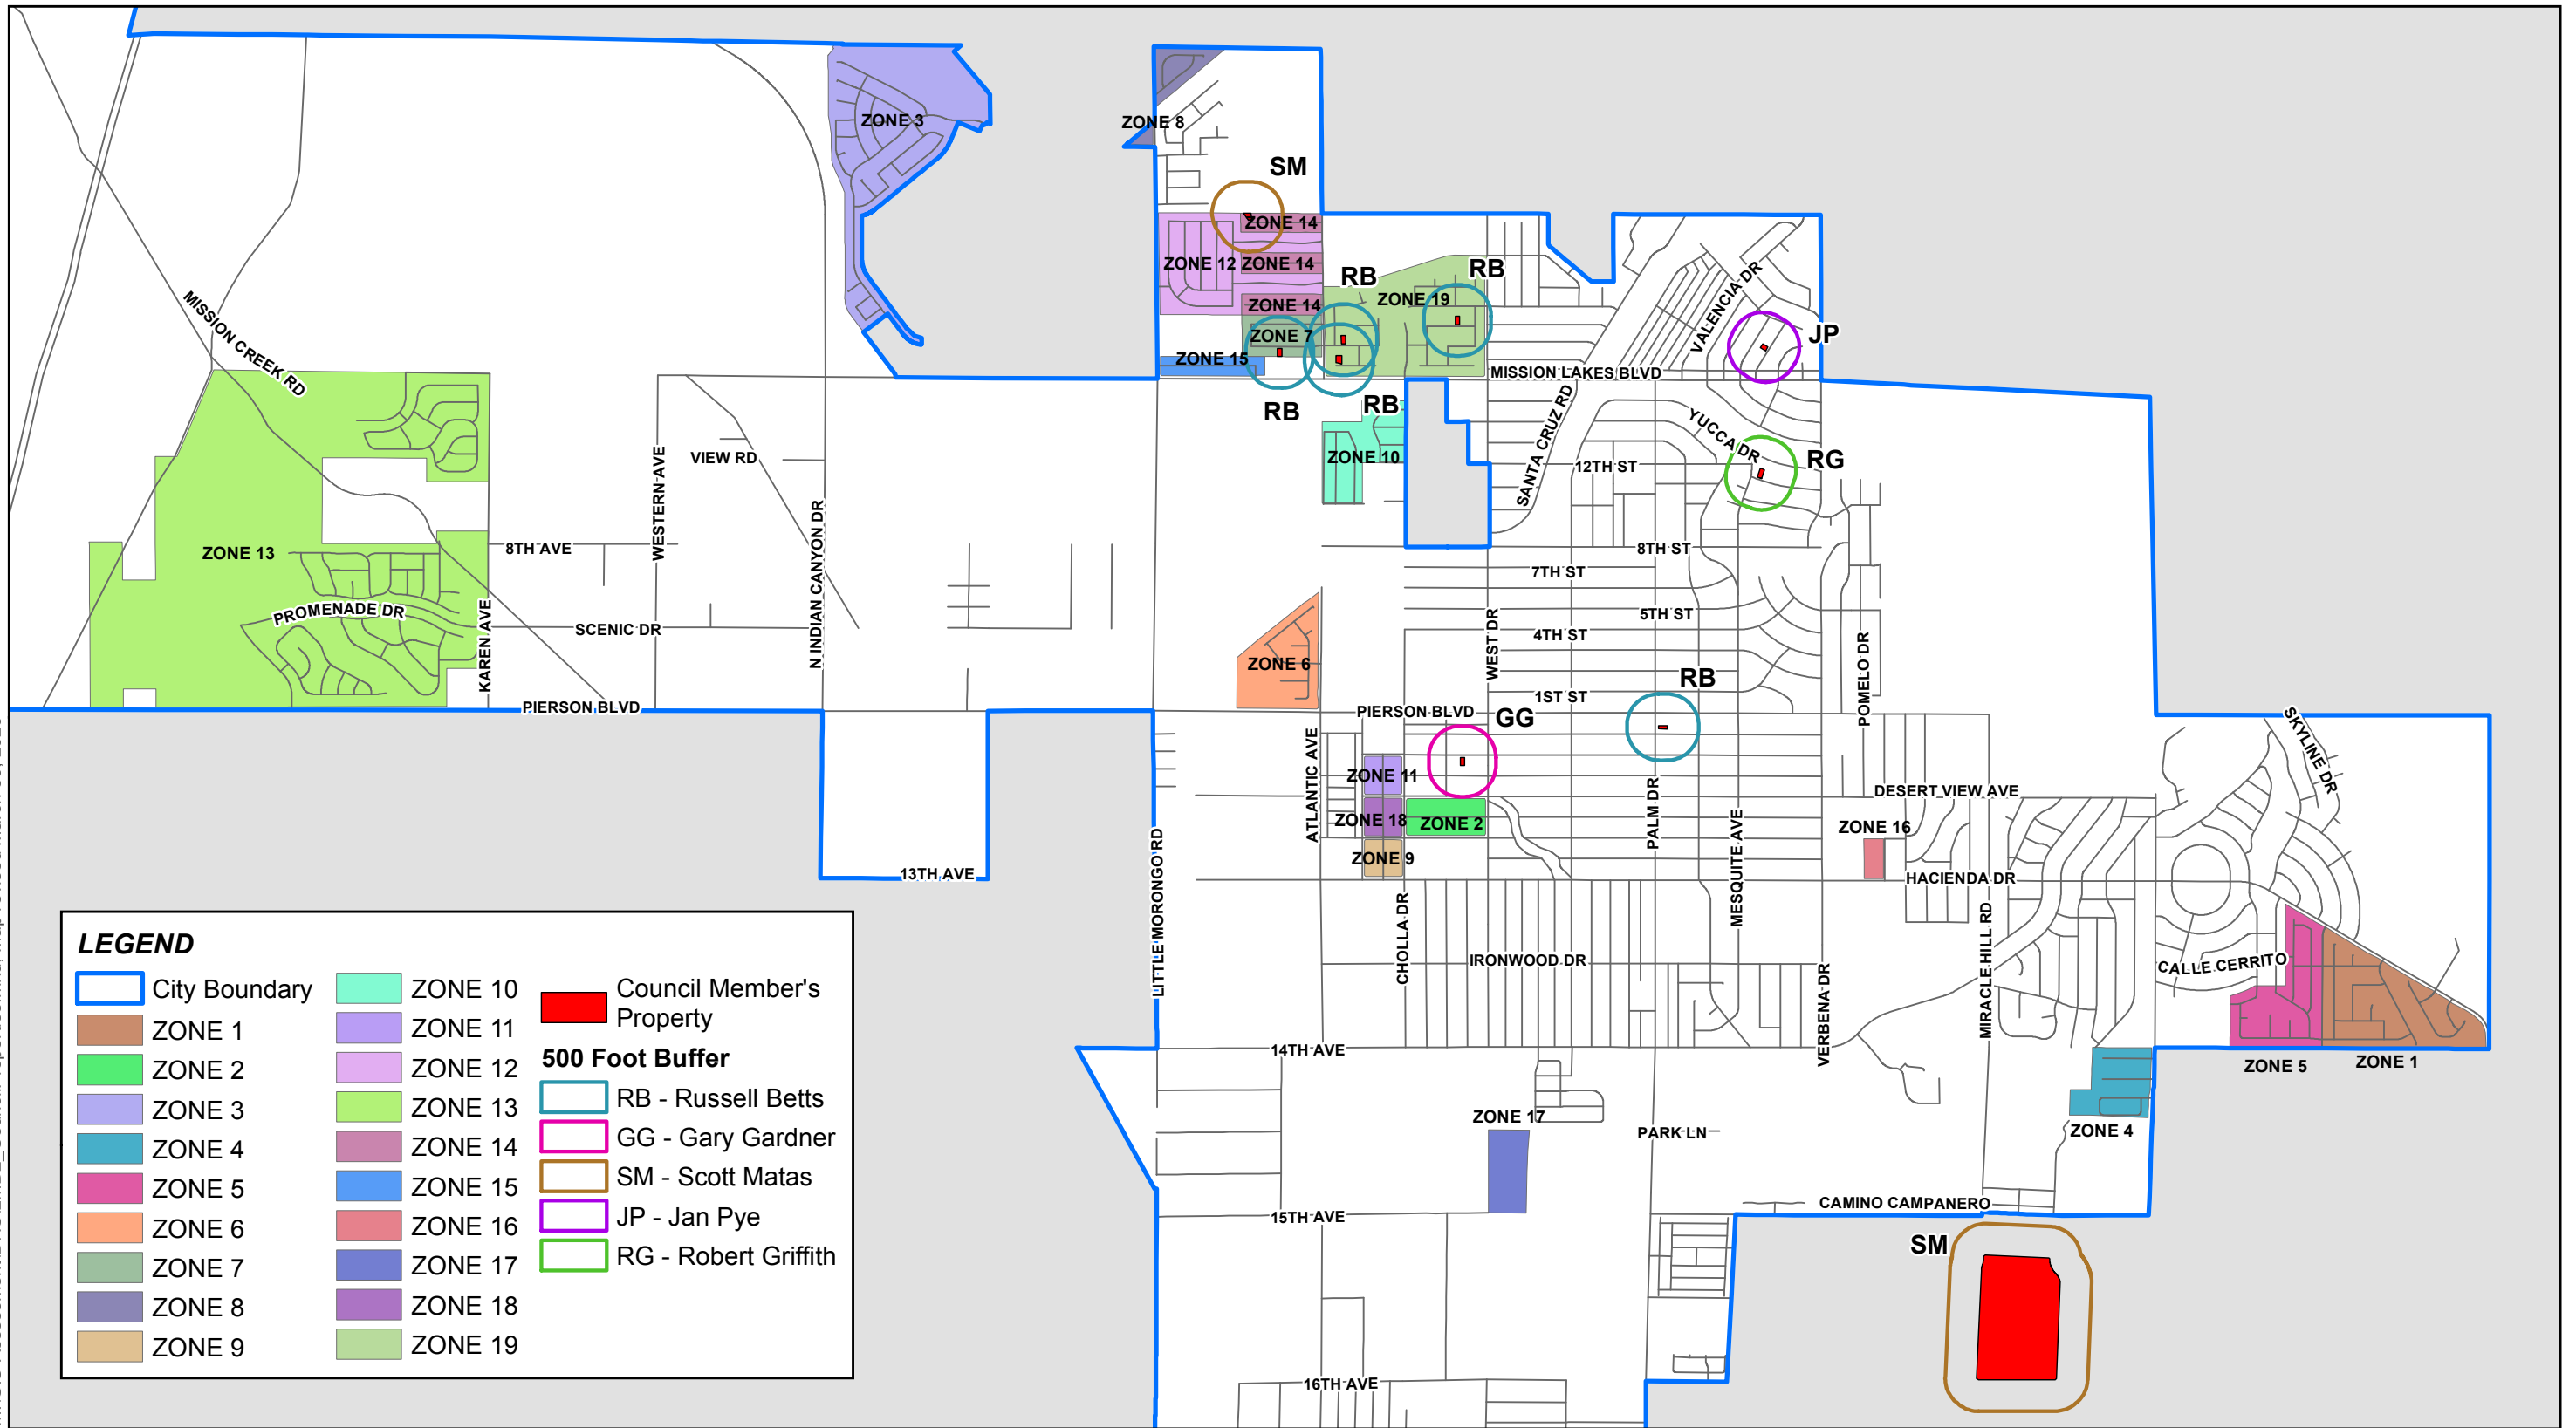 ZONE 3
ZONE 8
SM
ZONE 14
ZONE 12
ZONE 14
RB
RB
ZONE 19
ZONE 14
ZONE 7
ZONE 15
VALENCIA DR
JP
MISSION LAKES BLVD
MISSION CREEK RD
RB
RB
SANTA CRUZ RD
YUCCA DR
RG
VIEW RD
WESTERN AVE
ZONE 10
12TH ST
N INDIAN CANYON DR
ZONE 13
8TH AVE
8TH ST
7TH ST
PROMENADE DR
KAREN AVE
SCENIC DR
5TH ST
4TH ST
WEST DR
POMELO DR
ZONE 6
RB
1ST ST
PIERSON BLVD
PIERSON BLVD
GG
SKYLINE DR
ATLANTIC AVE
ZONE 11
PALM DR
DESERT VIEW AVE
ZONE 18
ZONE 2
MESQUITE AVE
ZONE 16
ZONE 9
13TH AVE
HACIENDA DR
LITTLE MORONGO RD
CHOLLA DR
IRONWOOD DR
VERBENA DR
MIRACLE HILL RD
CALLE CERRITO
14TH AVE
ZONE 5
ZONE 1
ZONE 17
PARK LN
ZONE 4
15TH AVE
CAMINO CAMPANERO
SM
16TH AVE
LEGEND
City Boundary
ZONE 1
ZONE 2
ZONE 3
ZONE 4
ZONE 5
ZONE 6
ZONE 7
ZONE 8
ZONE 9
ZONE 10
ZONE 11
ZONE 12
ZONE 13
ZONE 14
ZONE 15
ZONE 16
ZONE 17
ZONE 18
ZONE 19
Council Member's
Property
500 Foot Buffer
RB - Russell Betts
GG - Gary Gardner
SM - Scott Matas
JP - Jan Pye
RG - Robert Griffith